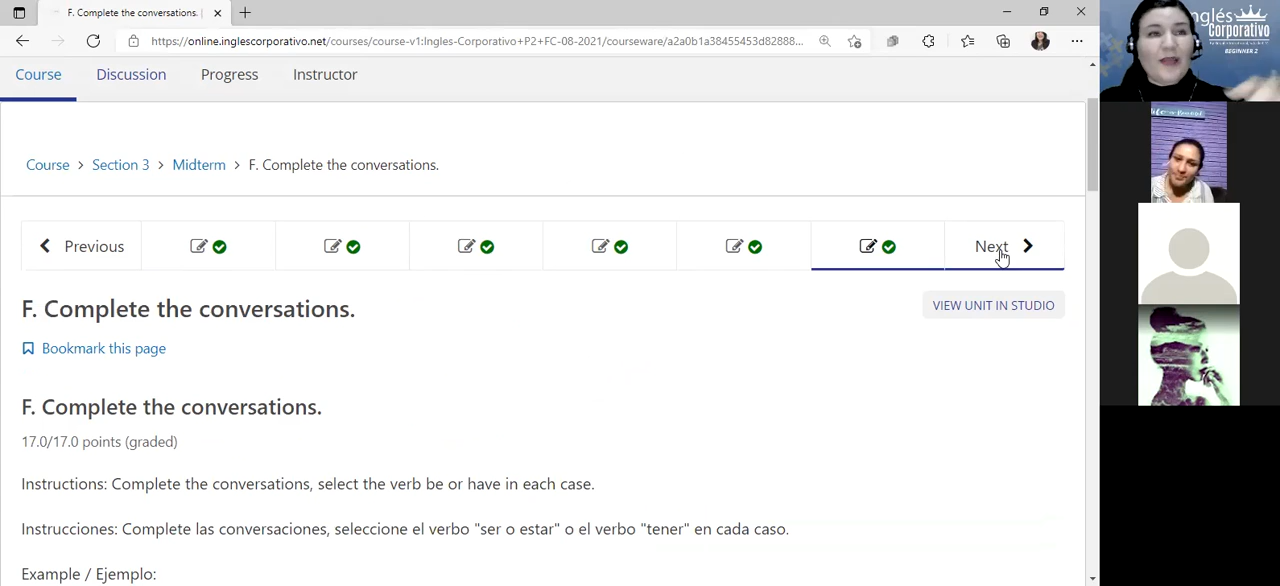 F. Complete the conversations. |
https://online.inglescorporativo.net/courses/course-v1:Ingles-Corporativo+P2+FC-08-2021/courseware/a2a0b1a38455453d82888...
Course Discussion Progress Instructor
Course > Section 3 > Midterm > F. Complete the conversations.
Previous Next
F. Complete the conversations.
VIEW UNIT IN STUDIO
Bookmark this page
F. Complete the conversations.
17.0/17.0 points (graded)
Instructions: Complete the conversations, select the verb be or have in each case.
Instrucciones: Complete las conversaciones, seleccione el verbo "ser o estar" o el verbo "tener" en cada caso.
Example / Ejemplo:
nglés
Corporativo
BEGINNER 2